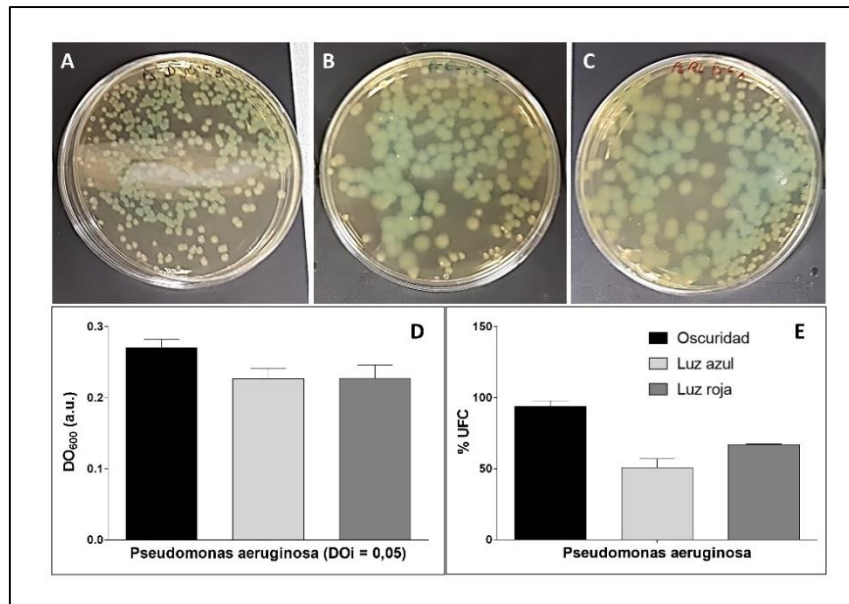 A
B
C
D
0.3
0.2
0.1
0.0
DO600 (a.u.)
Pseudomonas aeruginosa (DOi = 0,05)
E
150
100
50
0
% UFC
Oscuridad
Luz azul
Luz roja
Pseudomonas aeruginosa